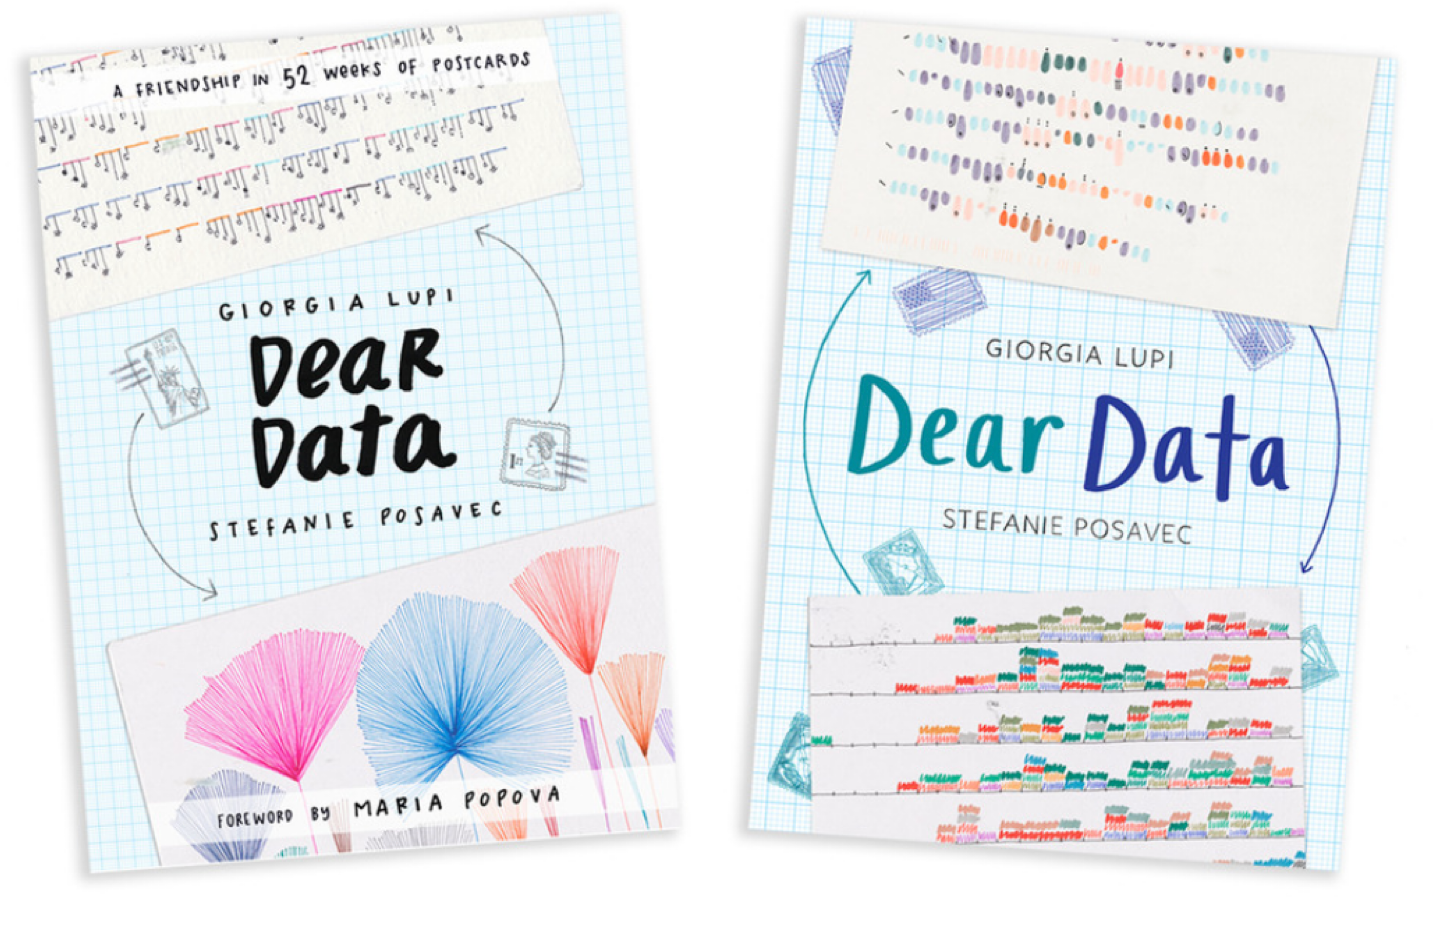 A FRIENDSHIP IN 52 WEEKS OF POSTCARDS
GIORGIA LUPI
DeaR
Data
STEFANIE POSAVEC
1st
FOREWORD BY MARIA POPOVA
GIORGIA LUPI
Dear Data
STEFANIE POSAVEC